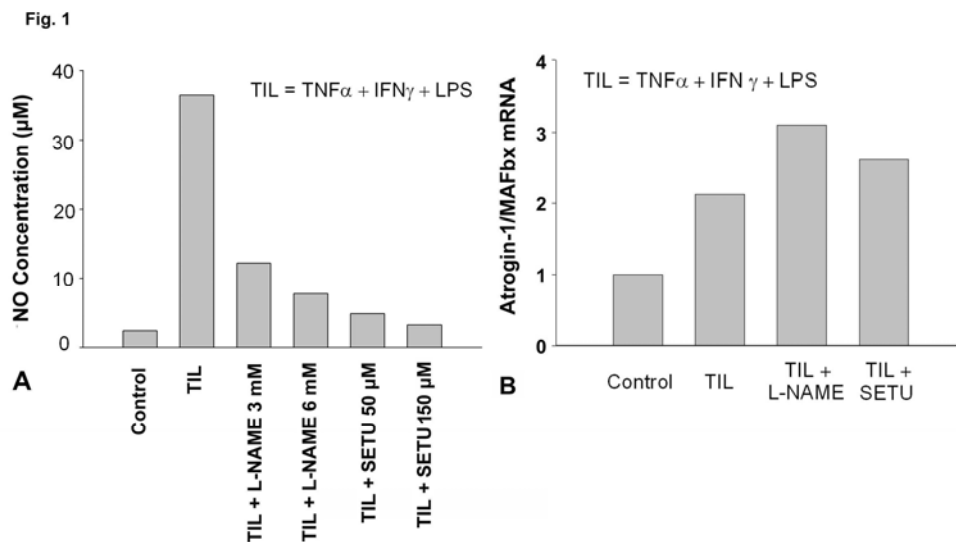 Fig. 1
NO Concentration (µM)
40
30
20
10
0
TIL = TNFα + IFNγ + LPS
Control
TIL
TIL + L-NAME 3 mM
TIL + L-NAME 6 mM
TIL + SETU 50 µM
TIL + SETU150 µM
A
Atrogin-1/MAFbx mRNA
4
3
2
1
0
TIL = TNFα + IFN γ + LPS
Control
TIL
TIL +
L-NAME
TIL +
SETU
B